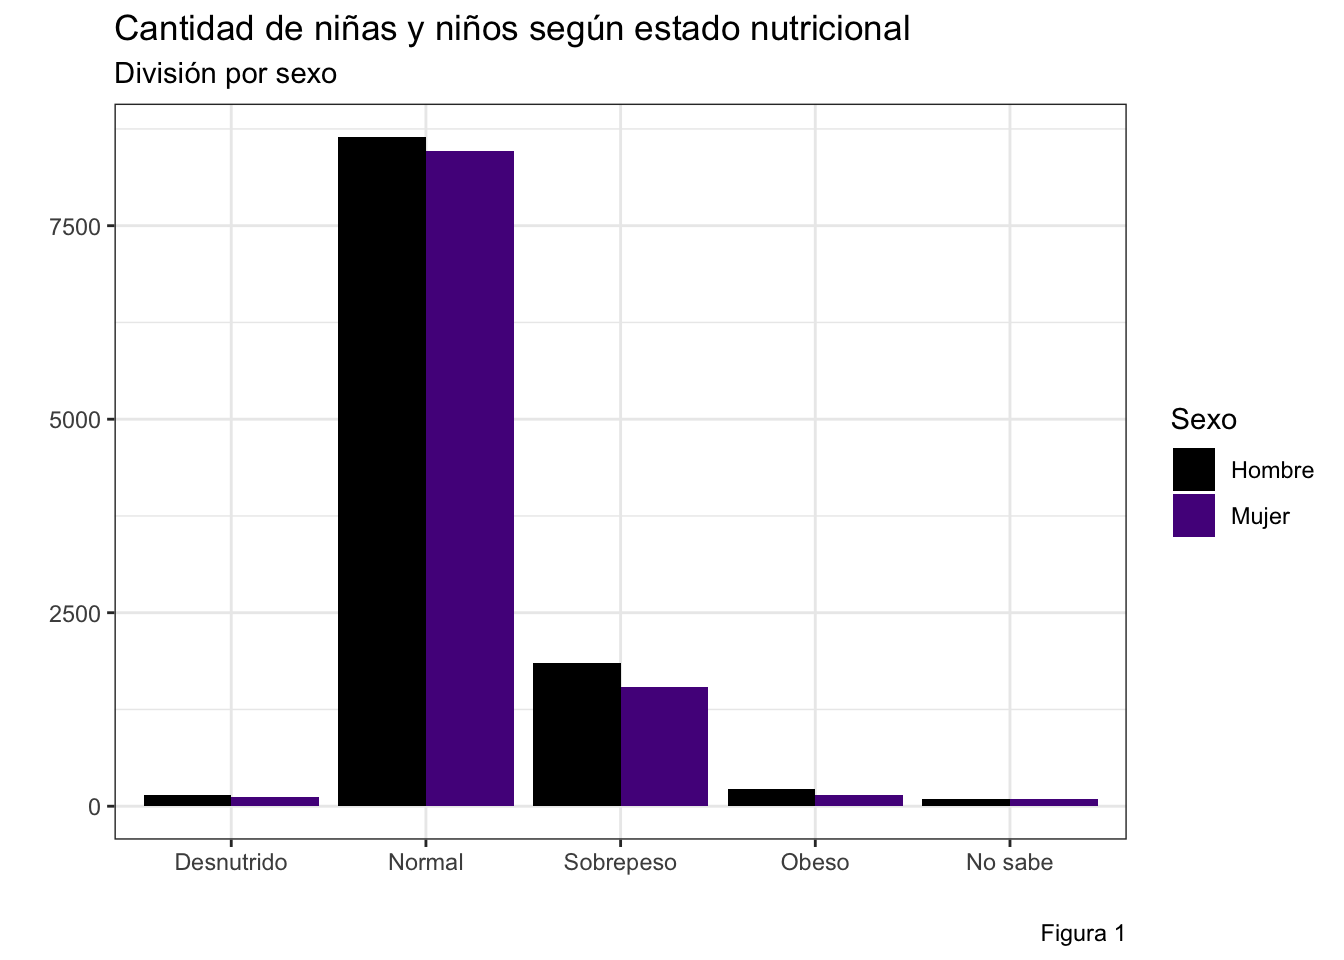 Cantidad de niñas y niños según estado nutricional
División por sexo
7500
5000
2500
0
Desnutrido
Normal
Sobrepeso
Obeso
No sabe
Sexo
Hombre
Mujer
Figura 1